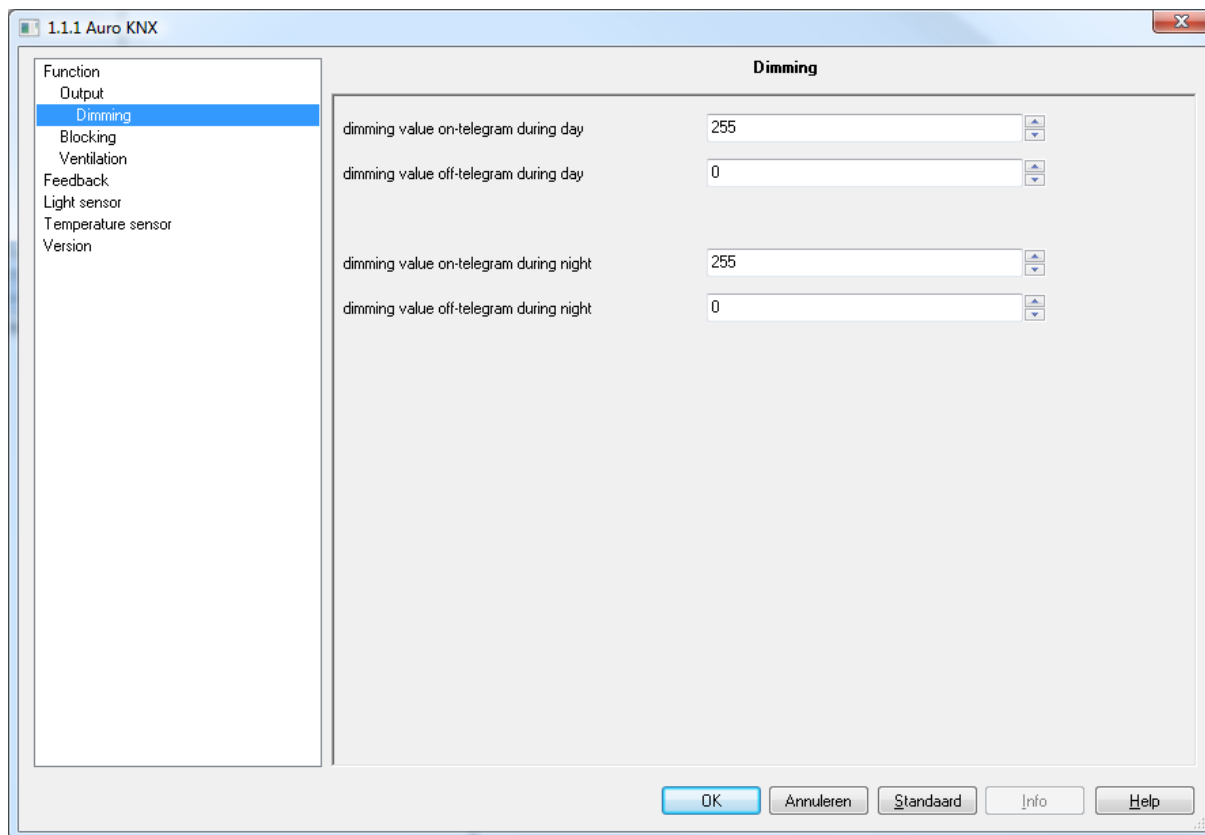 1.1.1 Auro KNX
Function
Output
Dimming
Blocking
Ventilation
Feedback
Light sensor
Temperature sensor
Version
Dimming
dimming value on-telegram during day
255
dimming value off-telegram during day
0
dimming value on-telegram during night
255
dimming value off-telegram during night
0
OK
Annuleren
Standaard
Info
Help